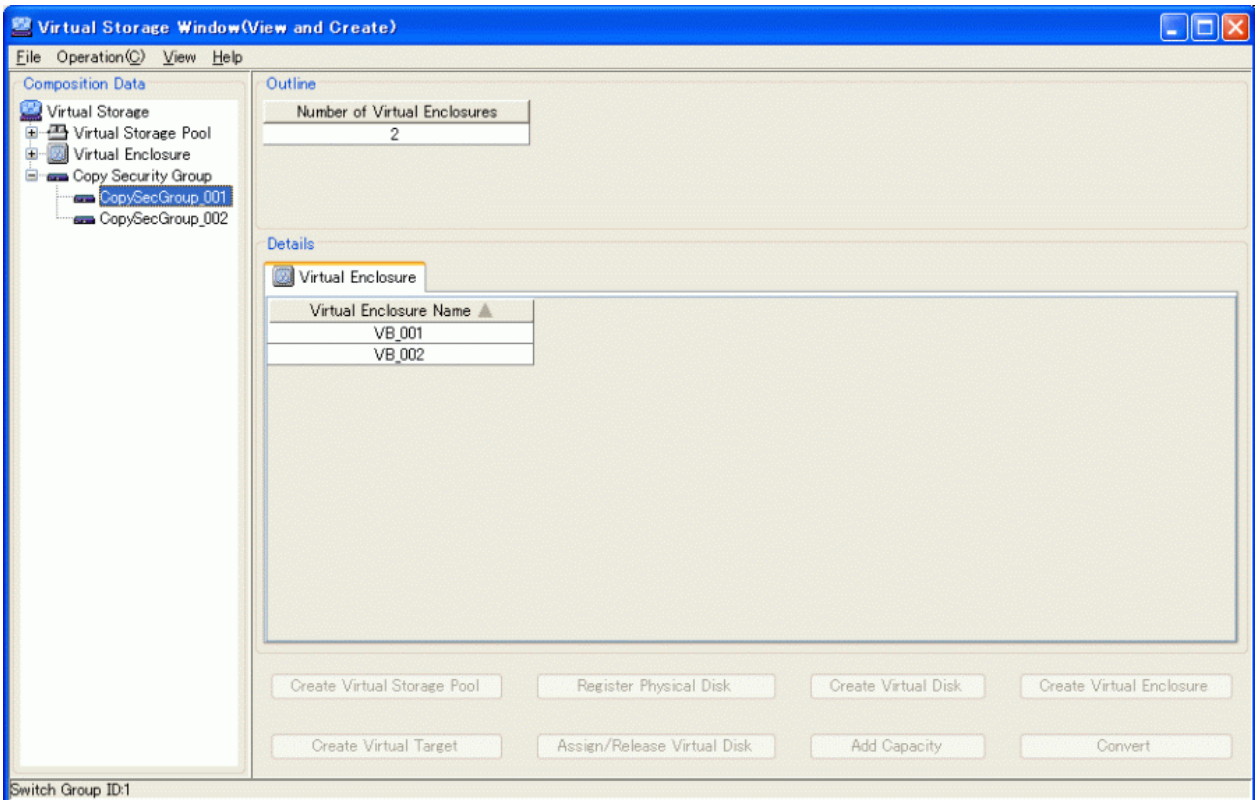 Virtual Storage Window(View and Create)
File Operation(C) View Help
Composition Data
Virtual Storage
Virtual Storage Pool
Virtual Enclosure
Copy Security Group
CopySecGroup_001
CopySecGroup_002
Outline
Number of Virtual Enclosures
2
Details
Virtual Enclosure
Virtual Enclosure Name
VB_001
VB_002
Create Virtual Storage Pool Register Physical Disk Create Virtual Disk Create Virtual Enclosure
Create Virtual Target Assign/Release Virtual Disk Add Capacity Convert
Switch Group ID:1